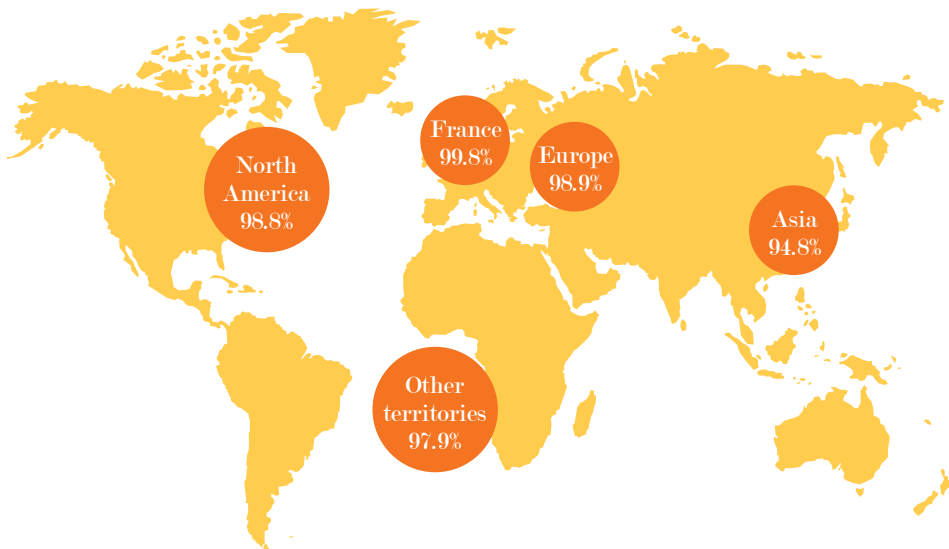 France
99.8%
Europe
98.9%
North
America
98.8%
Asia
94.8%
Other
territories
97.9%